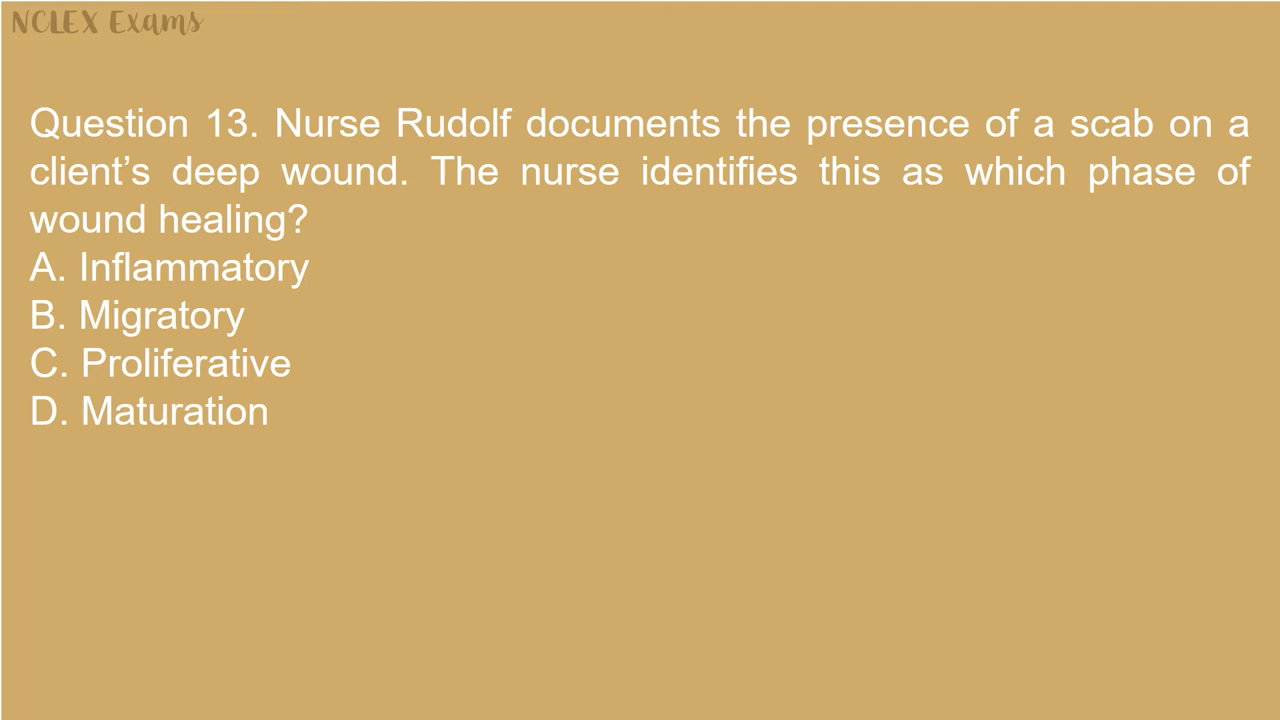 NCLEX Exams
Question 13. Nurse Rudolf documents the presence of a scab on a
client’s deep wound. The nurse identifies this as which phase of
wound healing?
A. Inflammatory
B. Migratory
C. Proliferative
D. Maturation